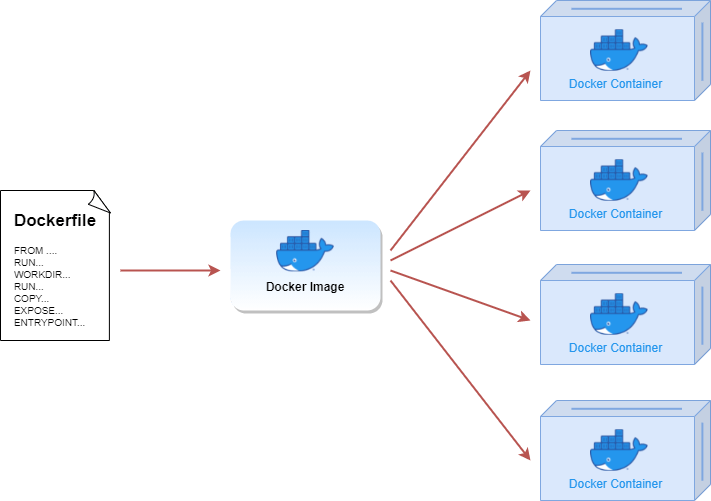 Dockerfile
FROM ....
RUN...
WORKDIR...
RUN...
COPY...
EXPOSE...
ENTRYPOINT...
Docker Image
Docker Container
Docker Container
Docker Container
Docker Container